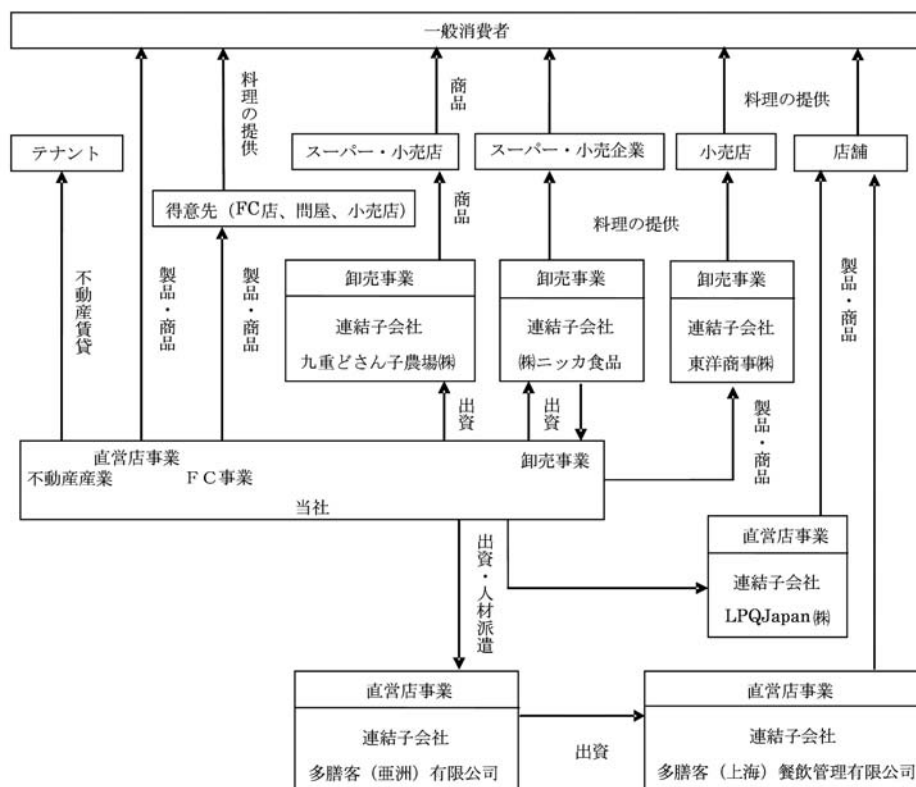 一般消費者
料理の提供
商品
料理の提供
テナント
スーパー・小売店
スーパー・小売企業
小売店
店舗
得意先（FC店、問屋、小売店）
商品
料理の提供
不動産賃貸
製品・商品
製品・商品
製品・商品
卸売事業
連結子会社
九重どさん子農場㈱
卸売事業
連結子会社
㈱ニッカ食品
卸売事業
連結子会社
東洋商事㈱
出資
出資
製品・商品
直営店事業
不動産産業
ＦＣ事業
卸売事業
当社
出資・人材派遣
直営店事業
連結子会社
LPQJapan㈱
直営店事業
連結子会社
多膳客（亜洲）有限公司
出資
直営店事業
連結子会社
多膳客（上海）餐飲管理有限公司